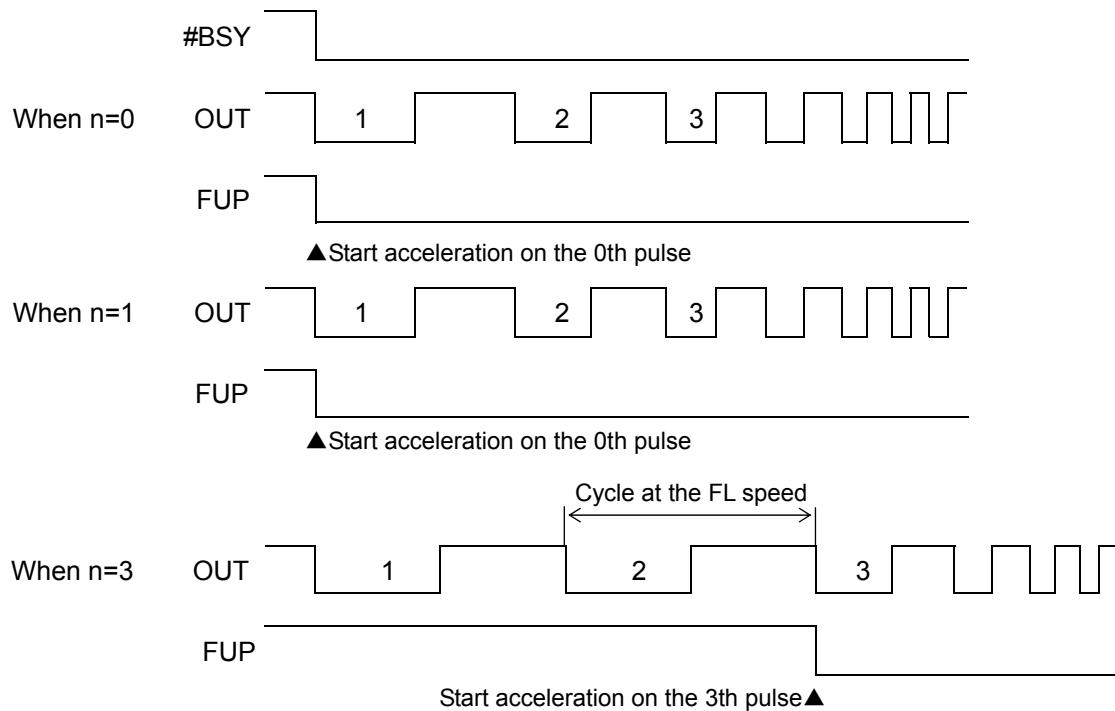 #BSY
When n=0 OUT 1 2 3
FUP
▲Start acceleration on the 0th pulse
When n=1 OUT 1 2 3
FUP
▲Start acceleration on the 0th pulse
Cycle at the FL speed
When n=3 OUT 1 2 3
FUP
Start acceleration on the 3th pulse▲